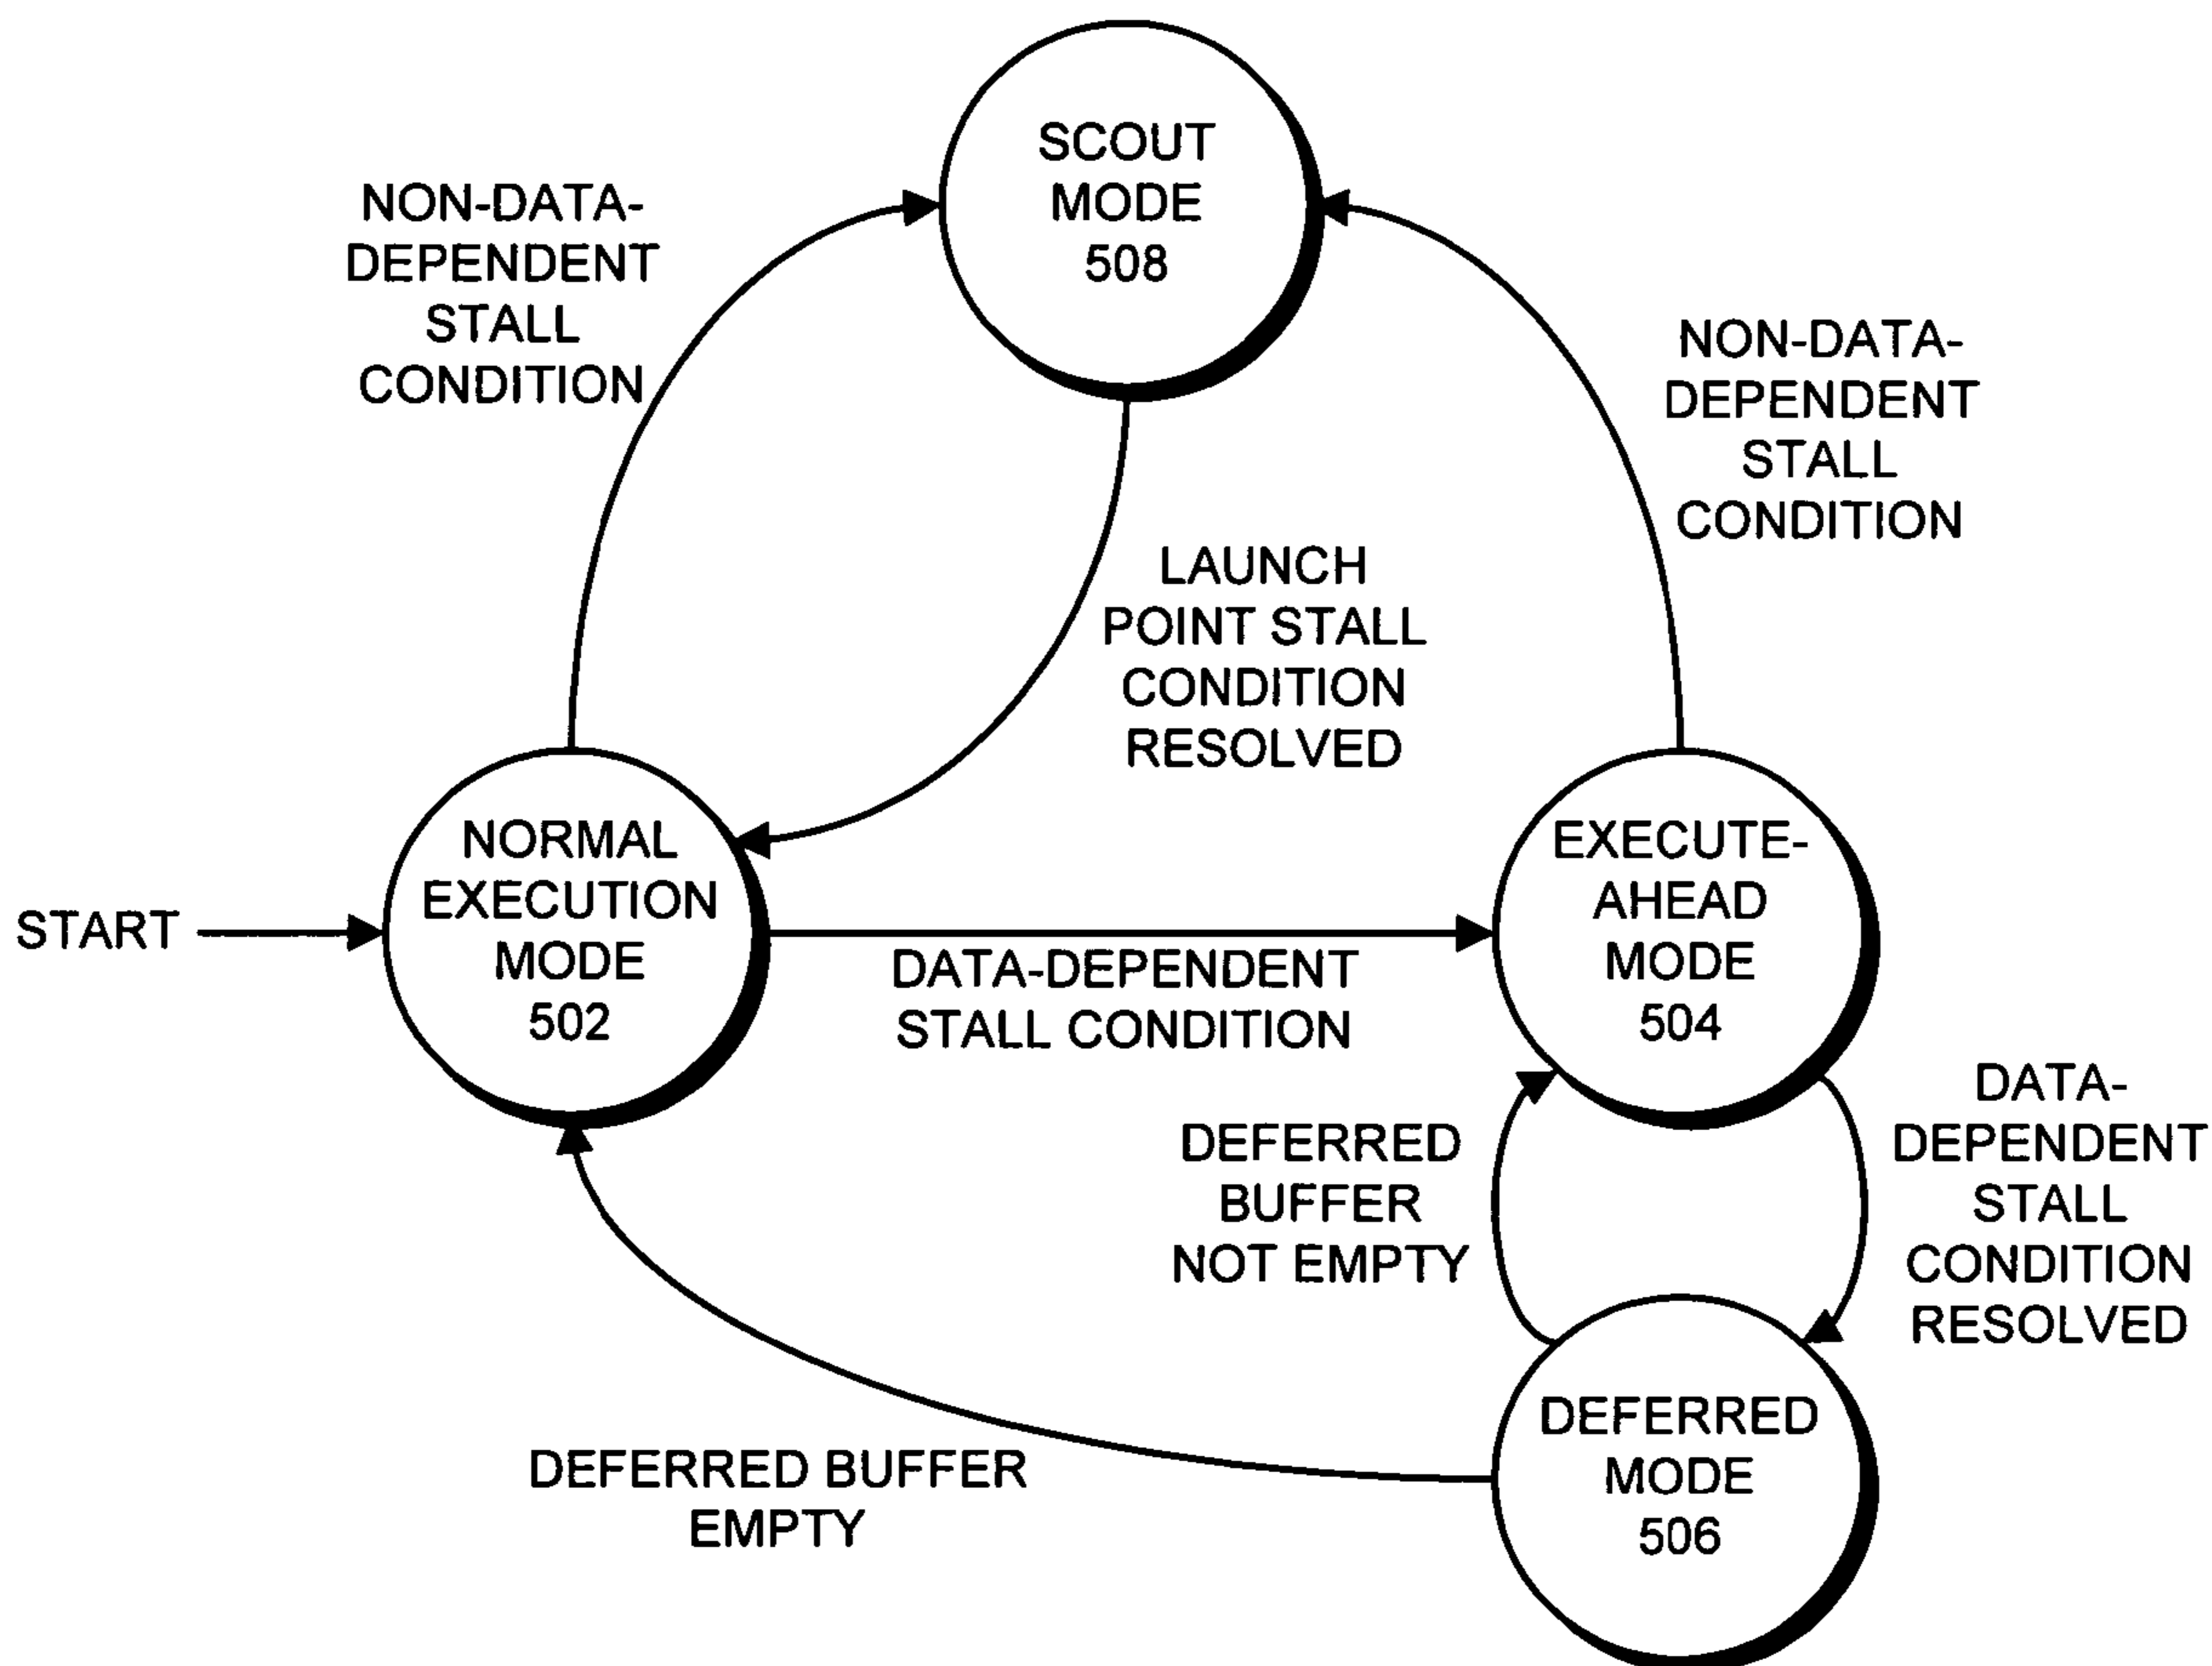 SCOUT
MODE
508
NON-DATA-
DEPENDENT
STALL
CONDITION
NON-DATA-
DEPENDENT
STALL
CONDITION
LAUNCH
POINT STALL
CONDITION
RESOLVED
START
NORMAL
EXECUTION
MODE
502
DATA-DEPENDENT
STALL CONDITION
EXECUTE-
AHEAD
MODE
504
DEFERRED
BUFFER
NOT EMPTY
DATA-
DEPENDENT
STALL
CONDITION
RESOLVED
DEFERRED BUFFER
EMPTY
DEFERRED
MODE
506